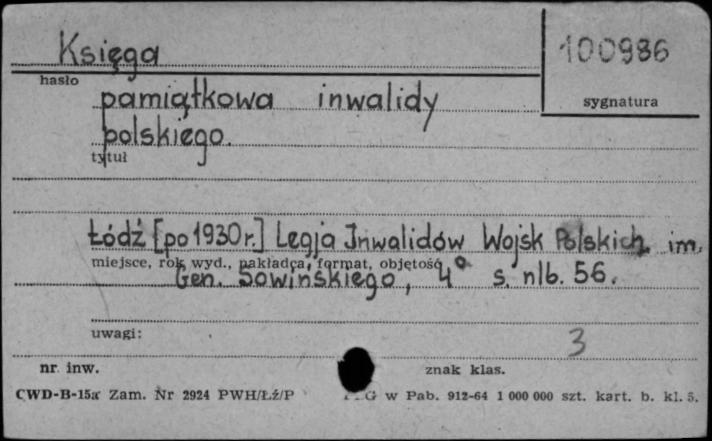 Księga
100986
hasło
pamiątkowa inwalidy
sygnatura
polskiego.
tytuł
Łódź [po 1930 r.] Legja Inwalidów Wojsk Polskich im.
miejsce, rok wyd., nakładca, format, objętość
Gen. Sowińskiego, 4° s. nlb. 56.
uwagi:
3
nr. inw.
znak klas.
CWD-B-15a Zam. Nr 2924 PWH/Łź/P
G w Pab. 912-64 1 000 000 szt. kart. b. kl. 5.